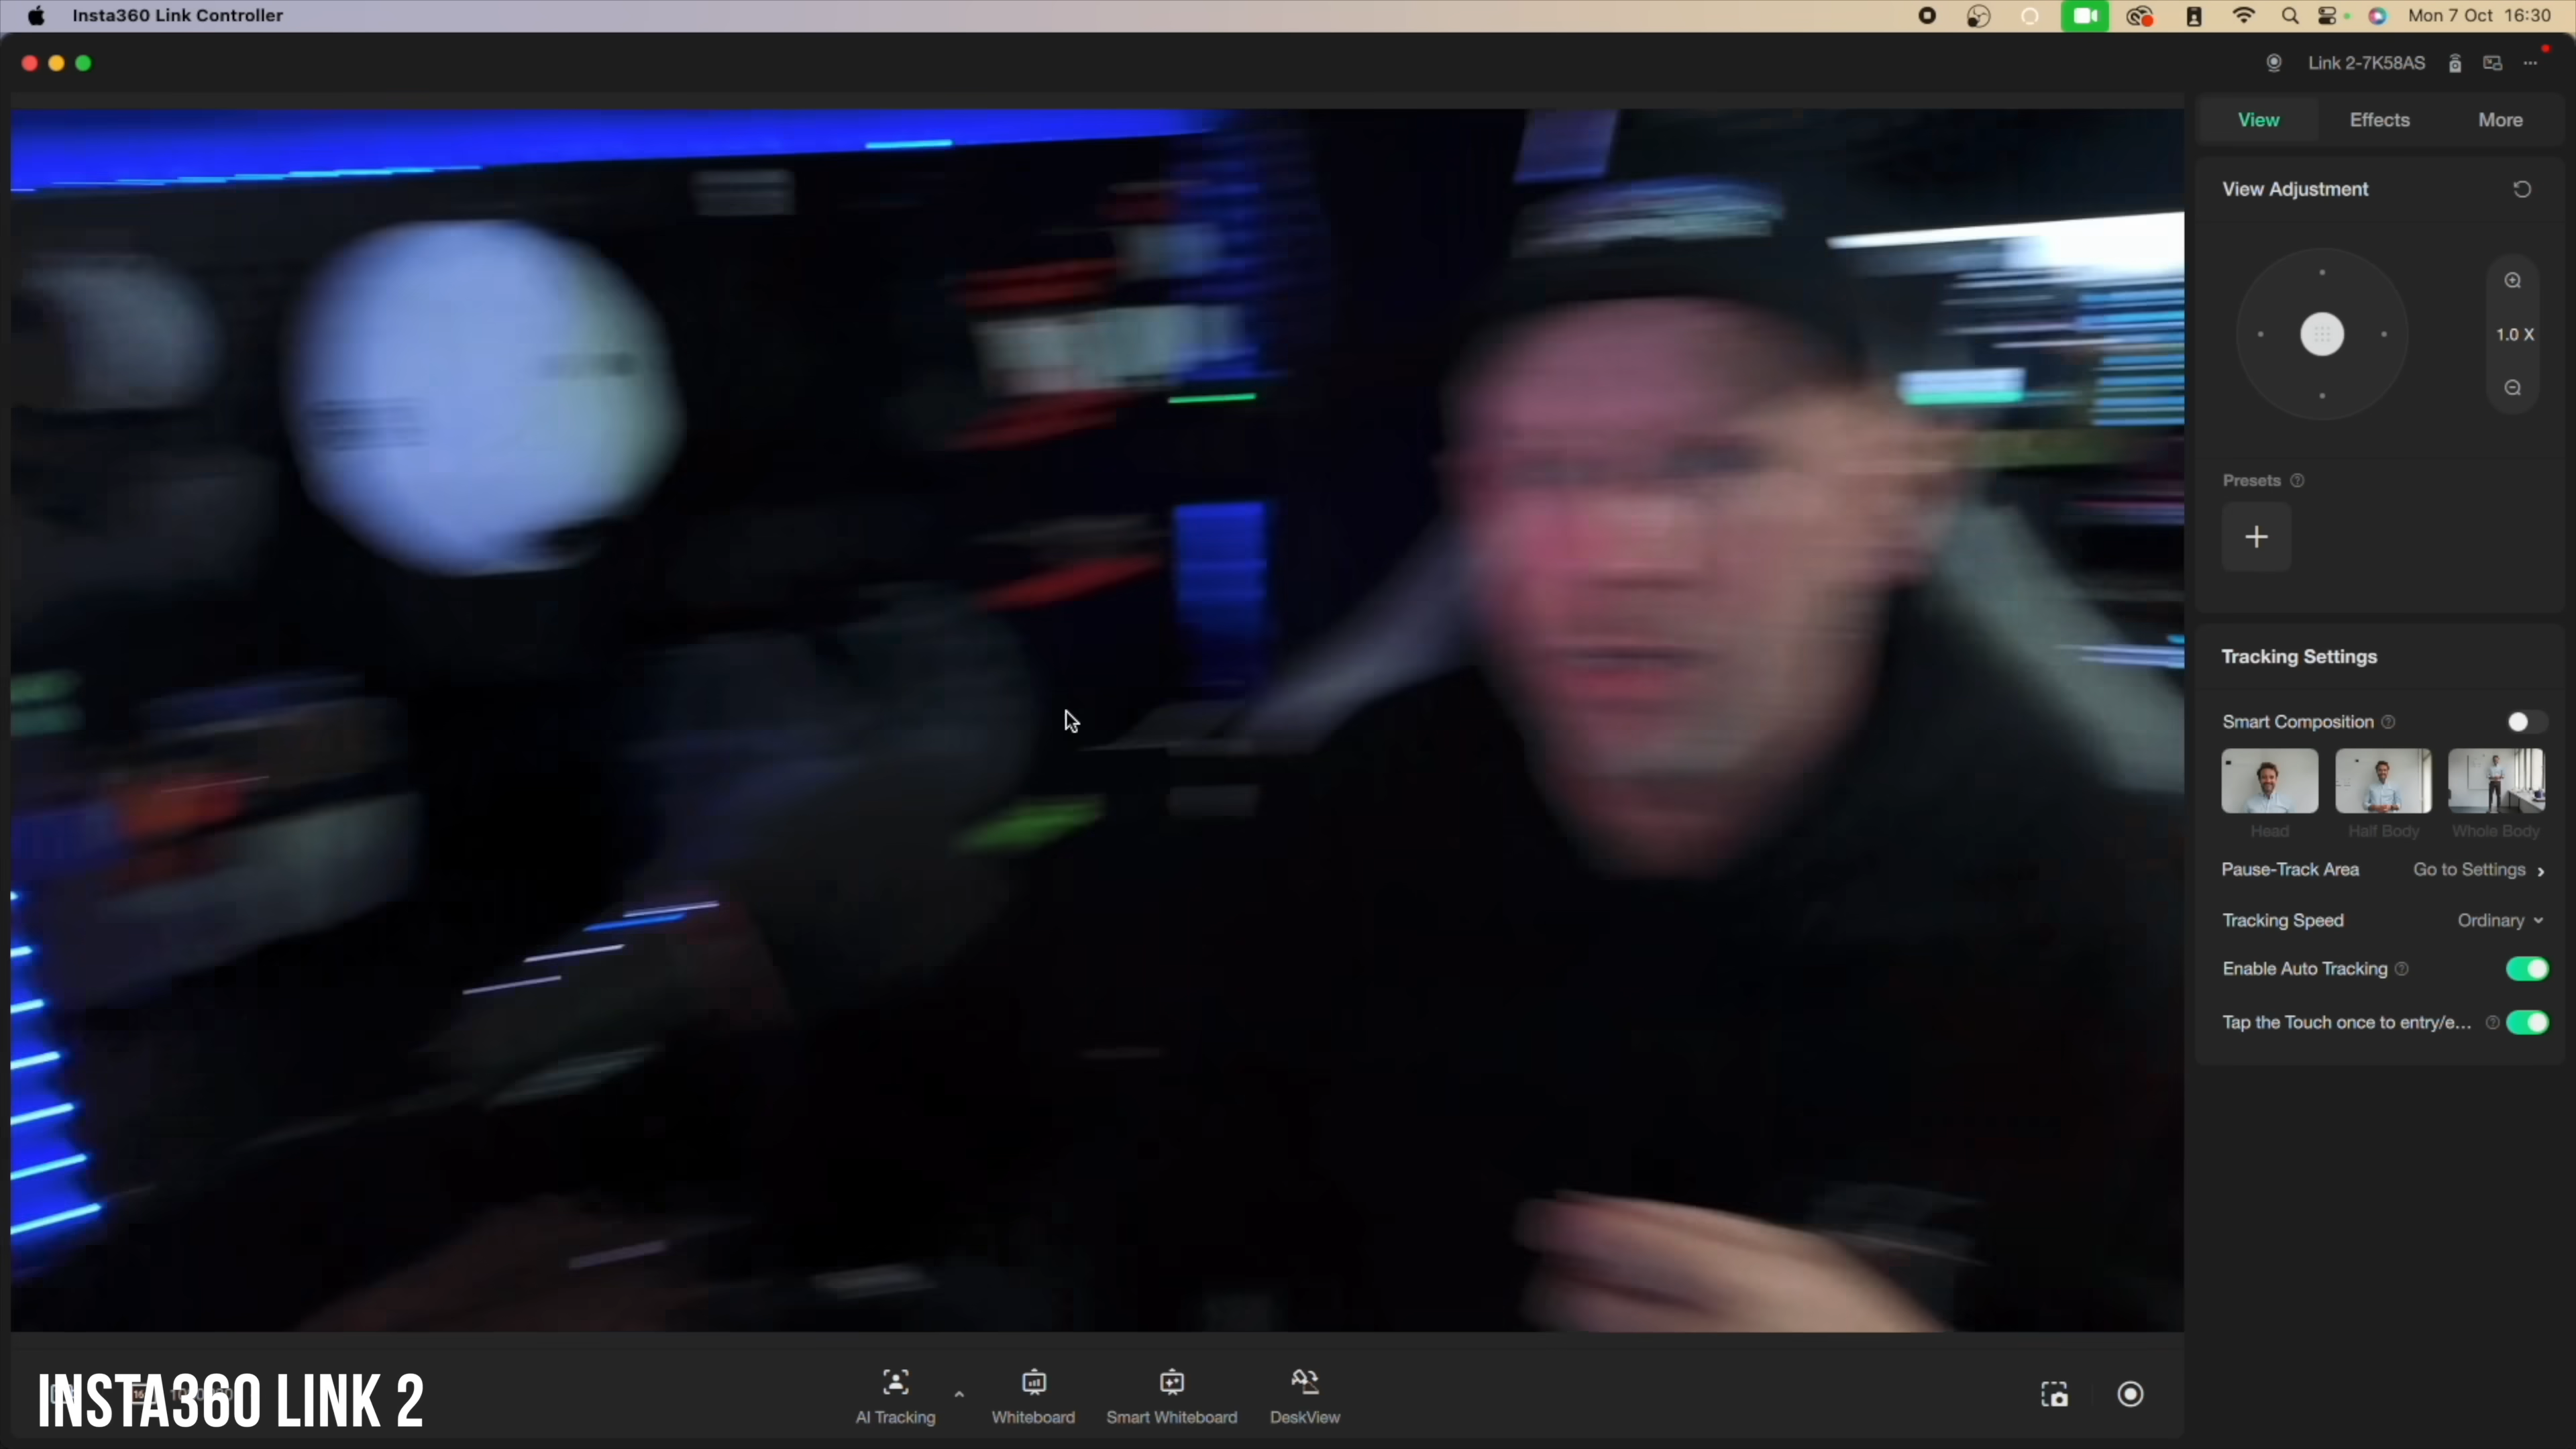 Insta360 Link Controller
Mon 7 Oct 16:30
Link 2-7K58AS
View
Effects
More
View Adjustment
1.0 X
Presets
Tracking Settings
Smart Composition
Head
Half Body
Whole Body
Pause-Track Area
Go to Settings
Tracking Speed
Ordinary
Enable Auto Tracking
Tap the Touch once to entry/e...
INSTA360 LINK 2
AI Tracking
Whiteboard
Smart Whiteboard
DeskView